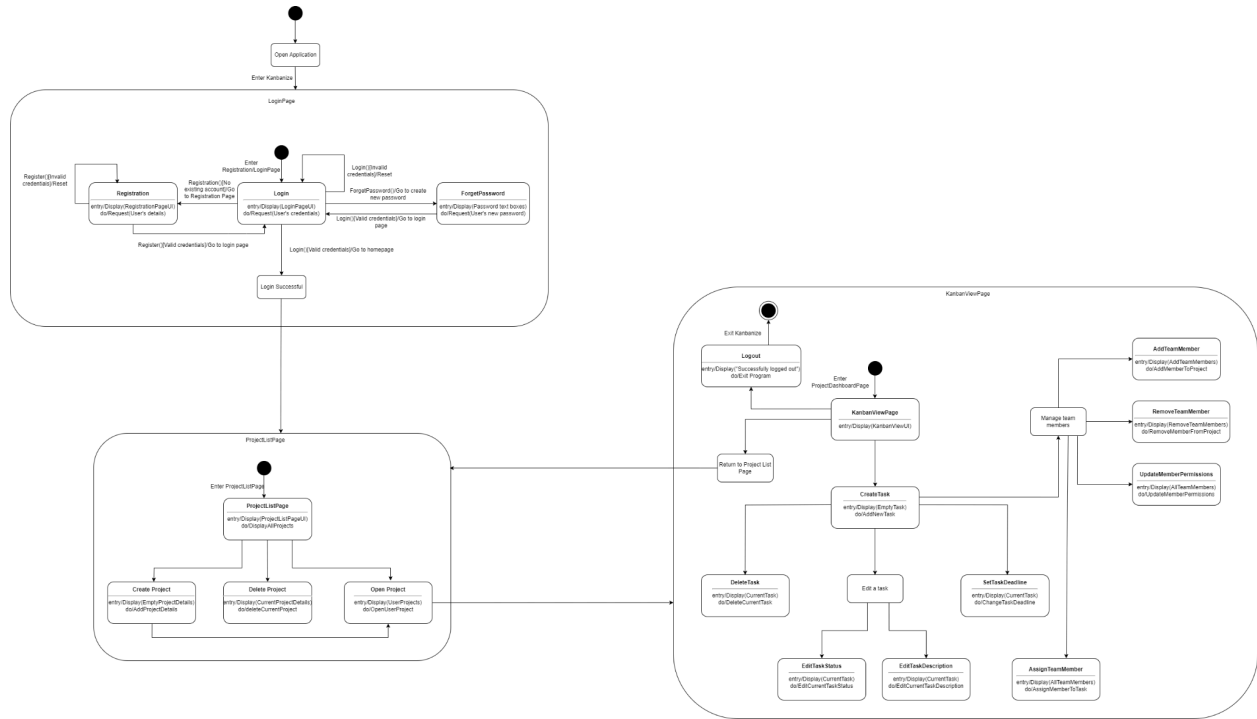 Open Application
Enter Kanbanize
LoginPage
Enter
Registration/LoginPage
Login()[Invalid
credentials]/Reset
Register()[Invalid
credentials]/Reset
Registration()[No
existing account]/Go
to Registration Page
ForgetPassword()/Go to create
new password
Registration
entry/Display(RegistrationPageUI)
do/Request(User's details)
Login
entry/Display(LoginPageUI)
do/Request(User's credentials)
ForgetPassword
entry/Display(Password text boxes)
do/Request(User's new password)
Login()[Valid credentials]/Go to login
page
Register()[Valid credentials]/Go to login page
Login()[Valid credentials]/Go to homepage
Login Successful
KanbanViewPage
Exit Kanbanize
Logout
entry/Display("Successfully logged out")
do/Exit Program
Enter
ProjectDashboardPage
KanbanViewPage
entry/Display(KanbanViewUI)
Return to Project List
Page
AddTeamMember
entry/Display(AddTeamMembers)
do/AddMemberToProject
Manage team
members
RemoveTeamMember
entry/Display(RemoveTeamMembers)
do/RemoveMemberFromProject
UpdateMemberPermissions
entry/Display(AllTeamMembers)
do/UpdateMemberPermissions
CreateTask
entry/Display(EmptyTask)
do/AddNewTask
DeleteTask
entry/Display(CurrentTask)
do/DeleteCurrentTask
Edit a task
SetTaskDeadline
entry/Display(CurrentTask)
do/ChangeTaskDeadline
EditTaskStatus
entry/Display(CurrentTask)
do/EditCurrentTaskStatus
EditTaskDescription
entry/Display(CurrentTask)
do/EditCurrentTaskDescription
AssignTeamMember
entry/Display(AllTeamMembers)
do/AssignMemberToTask
ProjectListPage
Enter ProjectListPage
ProjectListPage
entry/Display(ProjectListPageUI)
do/DisplayAllProjects
Create Project
entry/Display(EmptyProjectDetails)
do/AddProjectDetails
Delete Project
entry/Display(CurrentProjectDetails)
do/deleteCurrentProject
Open Project
entry/Display(UserProjects)
do/OpenUserProject